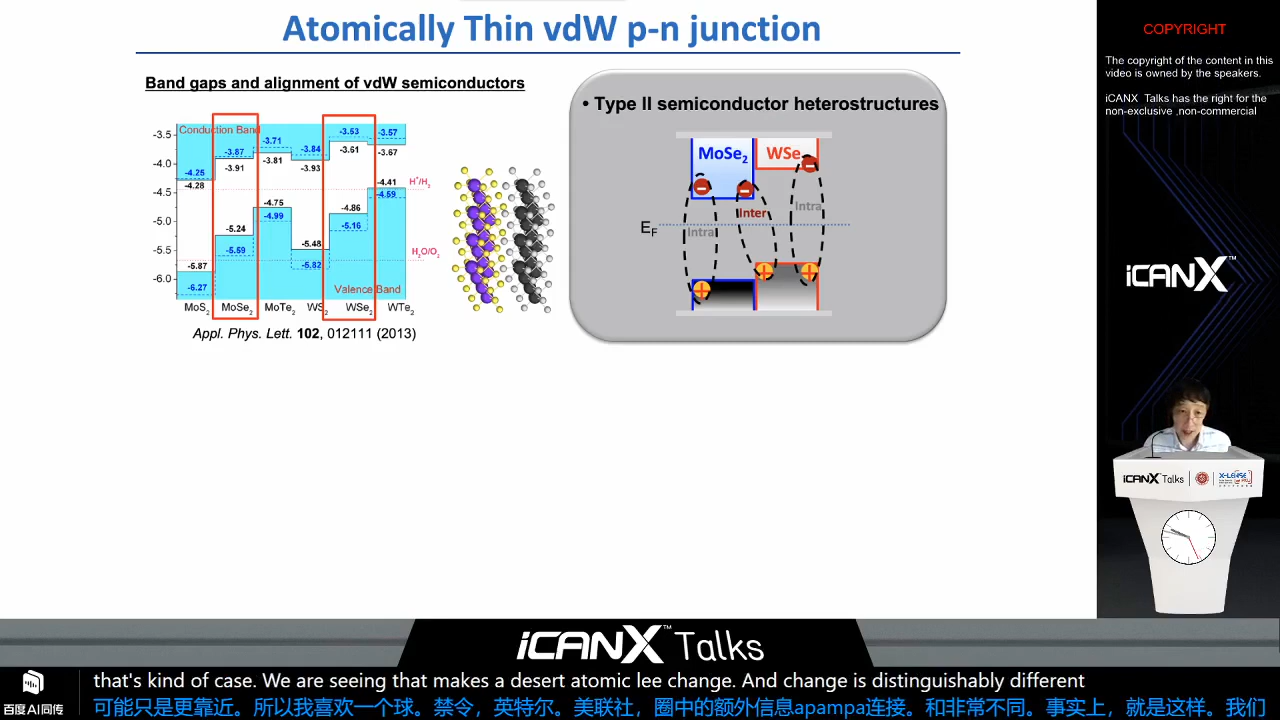 Atomically Thin vdW p-n junction
Band gaps and alignment of vdW semiconductors
Conduction Band
-3.5
-4.0
-4.5
-5.0
-5.5
-6.0
-4.25
-4.28
-3.87
-3.91
-3.71
-3.81
-3.84
-3.93
-3.53
-3.61
-3.57
-3.67
-4.41
-4.59
H⁺/H₂
-4.75
-4.99
-4.86
-5.16
-5.24
-5.59
-5.48
-5.82
H₂O/O₂
-5.87
-6.27
Valence Band
MoS₂ MoSe₂ MoTe₂ WS₂ WSe₂ WTe₂
Appl. Phys. Lett. 102, 012111 (2013)
• Type II semiconductor heterostructures
MoSe₂ WSe
Inter
Intra
Intra
E_F
COPYRIGHT
The copyright of the content in this
video is owned by the speakers.
iCANX Talks has the right for the
non-exclusive ,non-commercial
iCANX™
iCANX Talks
X-LENSE
iCANX™ Talks
that's kind of case. We are seeing that makes a desert atomic lee change. And change is distinguishably different
百度AI同传
可能只是更靠近。所以我喜欢一个球。禁令，英特尔。美联社，圈中的额外信息apampa连接。和非常不同。事实上，就是这样。我们